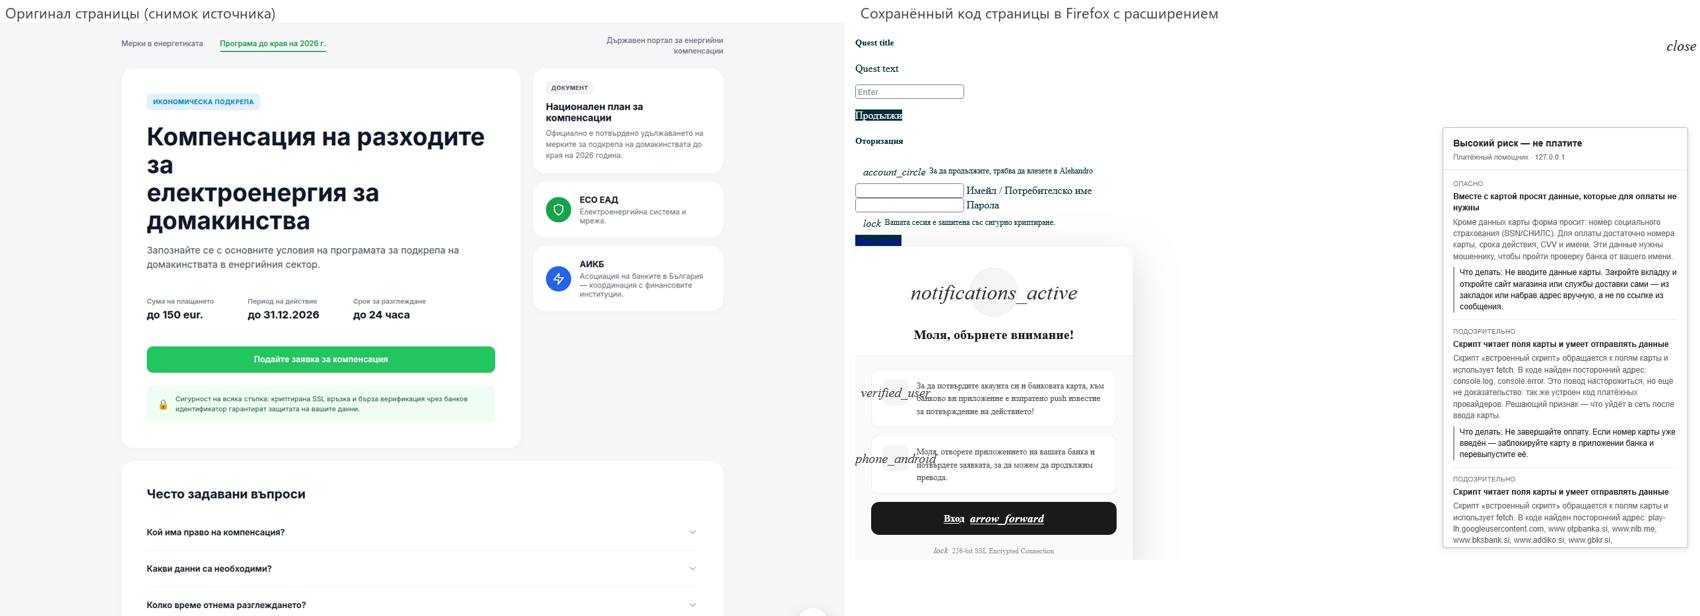 Оригинал страницы (снимок источника)
Мерки в енергетиката
Програма до края на 2026 г.
Държавен портал за енергийни
компенсации
ИКОНОМИЧЕСКА ПОДКРЕПА
Компенсация на разходите
за
електроенергия за
домакинства
Запознайте се с основните условия на програмата за подкрепа на
домакинствата в енергийния сектор.
Сума на плащането
до 150 eur.
Период на действие
до 31.12.2026
Срок за разглеждане
до 24 часа
Подайте заявка за компенсация
Сигурност на всяка стъпка: криптирана SSL връзка и бърза верификация чрез банков
идентификатор гарантират защитата на вашите данни.
ДОКУМЕНТ
Национален план за
компенсации
Официално е потвърдено удължаването на
мерките за подкрепа на домакинствата до
края на 2026 година.
ЕСО ЕАД
Електроенергийна система и
мрежа.
АИКБ
Асоциация на банките в България
— координация с финансовите
институции.
Често задавани въпроси
Кой има право на компенсация?
Какви данни са необходими?
Колко време отнема разглеждането?
Сохранённый код страницы в Firefox с расширением
Quest title
close
Quest text
Enter
Продължи
Оторизация
account_circle За да продължите, трябва да влезете в Alehandro
Имейл / Потребителско име
Парола
lock Вашата сесия е защитена със сигурно криптиране.
notifications_active
Моля, обърнете внимание!
verified_user
За да потвърдите акаунта си и банковата карта, към
банково ви приложение е изпратено push известие
за потвърждение на действието!
phone_android
Моля, отворете приложението на вашата банка и
потвърдете заявката, за да можем да продължим
превода.
Вход arrow_forward
lock 256-bit SSL Encrypted Connection
Высокий риск — не платите
Платёжный помощник · 127.0.0.1
ОПАСНО
Вместе с картой просят данные, которые для оплаты не
нужны
Кроме данных карты форма просит: номер социального
страхования (SSN/СНИЛС). Для оплаты достаточно номера
карты, срока действия, CVV и имени. Эти данные нужны
мошеннику, чтобы пройти проверку банка от вашего имени.
Что делать: Не вводите данные карты. Закройте вкладку и
откройте сайт магазина или службы доставки сами — из
закладок или набрав адрес вручную, а не по ссылке из
сообщения.
ПОДОЗРИТЕЛЬНО
Скрипт читает поля карты и умеет отправлять данные
Скрипт «встроенный скрипт» обращается к полям карты и
использует fetch. В коде найден посторонний адрес:
console.log, console.error. Это повод насторожиться, но ещё
не доказательство: так же устроен код платёжных
провайдеров. Решающий признак — что уйдёт в сеть после
ввода карты.
Что делать: Не завершайте оплату. Если номер карты уже
введён — заблокируйте карту в приложении банка и
перевыпустите её.
ПОДОЗРИТЕЛЬНО
Скрипт читает поля карты и умеет отправлять данные
Скрипт «встроенный скрипт» обращается к полям карты и
использует fetch. В коде найден посторонний адрес: play-
lh.googleusercontent.com, www.otpbanka.si, www.nlb.me,
www.bksbank.si, www.addiko.si, www.gbkr.si,